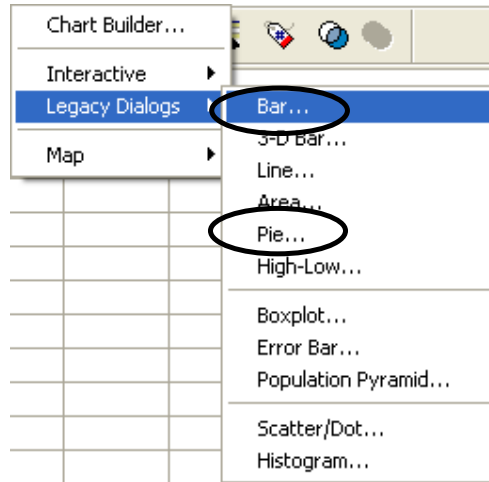 Chart Builder...
Interactive
Legacy Dialogs
Map
Bar...
3-D Bar...
Line...
Area...
Pie...
High-Low...
Boxplot...
Error Bar...
Population Pyramid...
Scatter/Dot...
Histogram...